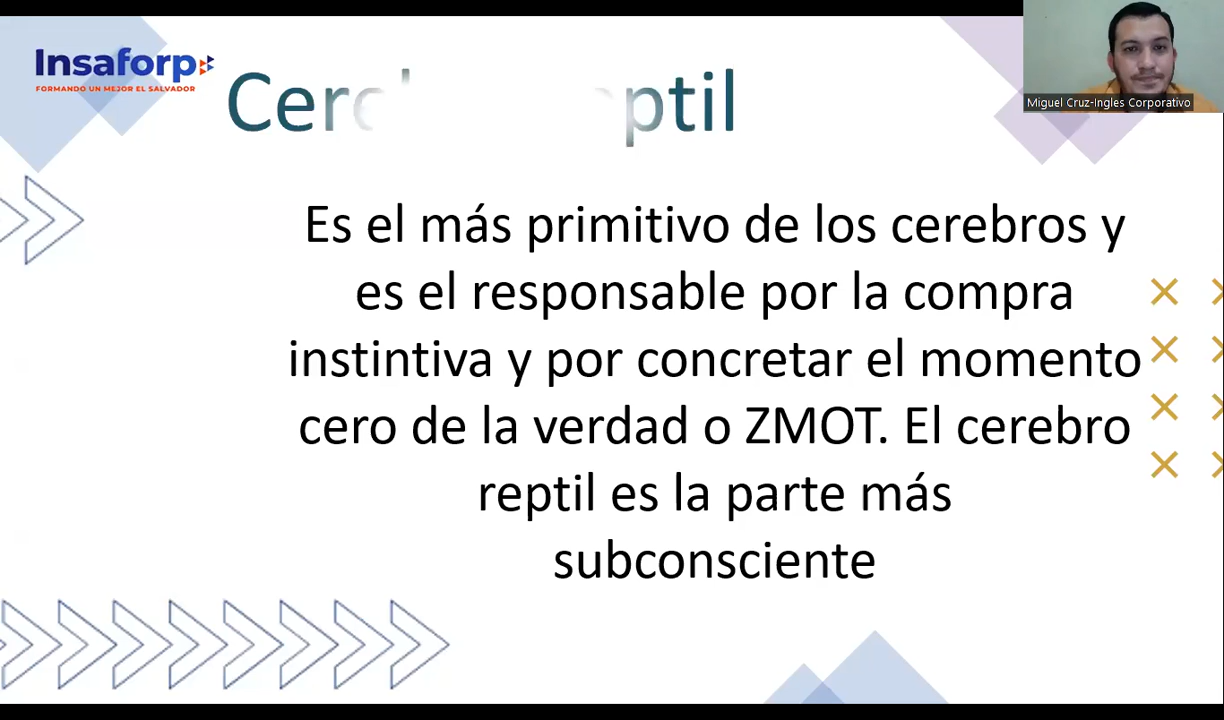 Insaforp
FORMANDO UN MEJOR EL SALVADOR
Miguel Cruz-Ingles Corporativo
Es el más primitivo de los cerebros y
es el responsable por la compra
instintiva y por concretar el momento
cero de la verdad o ZMOT. El cerebro
reptil es la parte más
subconsciente